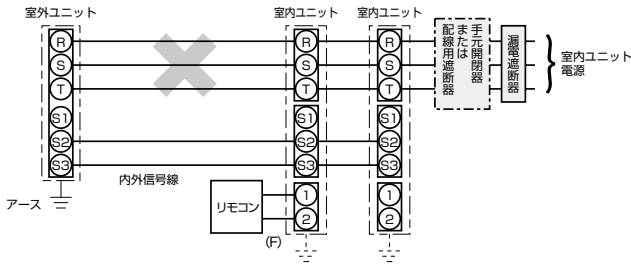 室外ユニット
室内ユニット
室内ユニット
R
S
T
S1
S2
S3
R
S
T
S1
S2
S3
1
2
R
S
T
S1
S2
S3
1
2
手元開閉器
または
配線用遮断器
漏電遮断器
室内ユニット
電源
内外信号線
アース
リモコン
(F)